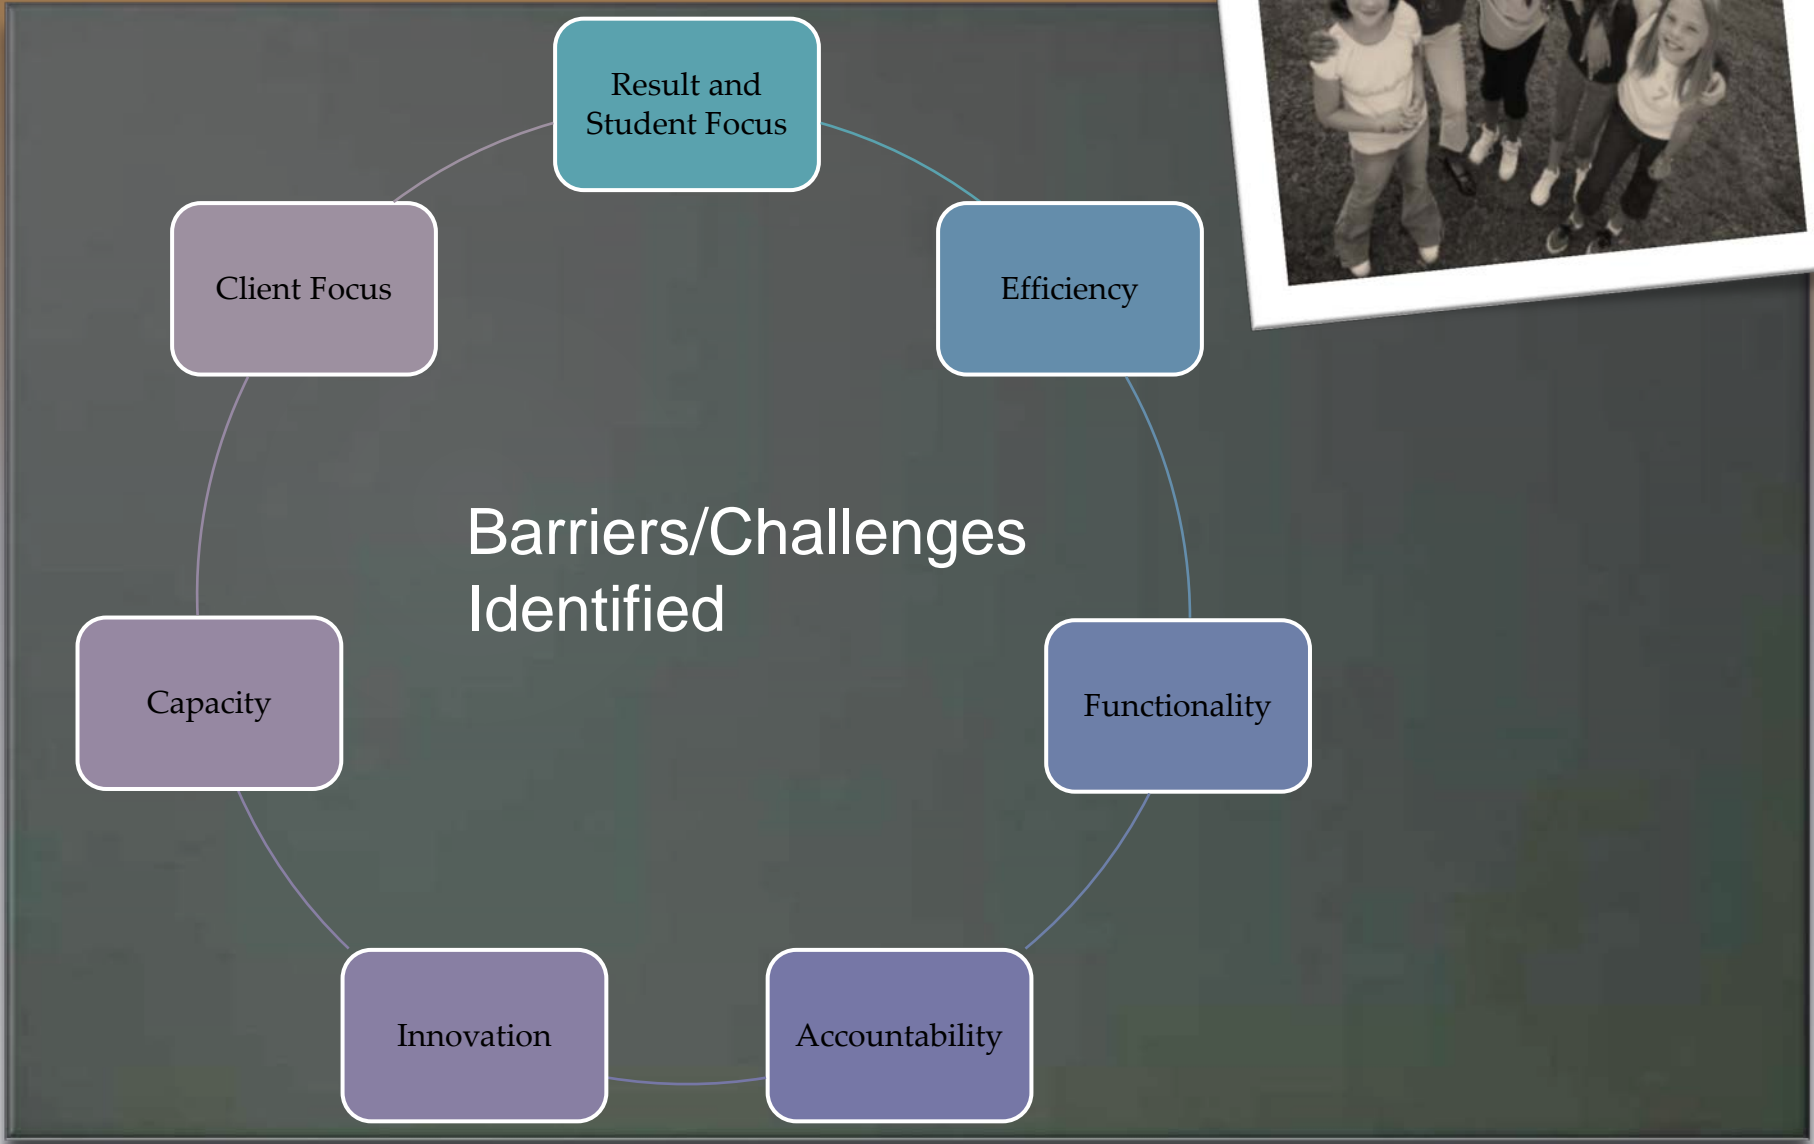 Result and
Student Focus
Efficiency
Functionality
Accountability
Innovation
Capacity
Client Focus
Barriers/Challenges
Identified